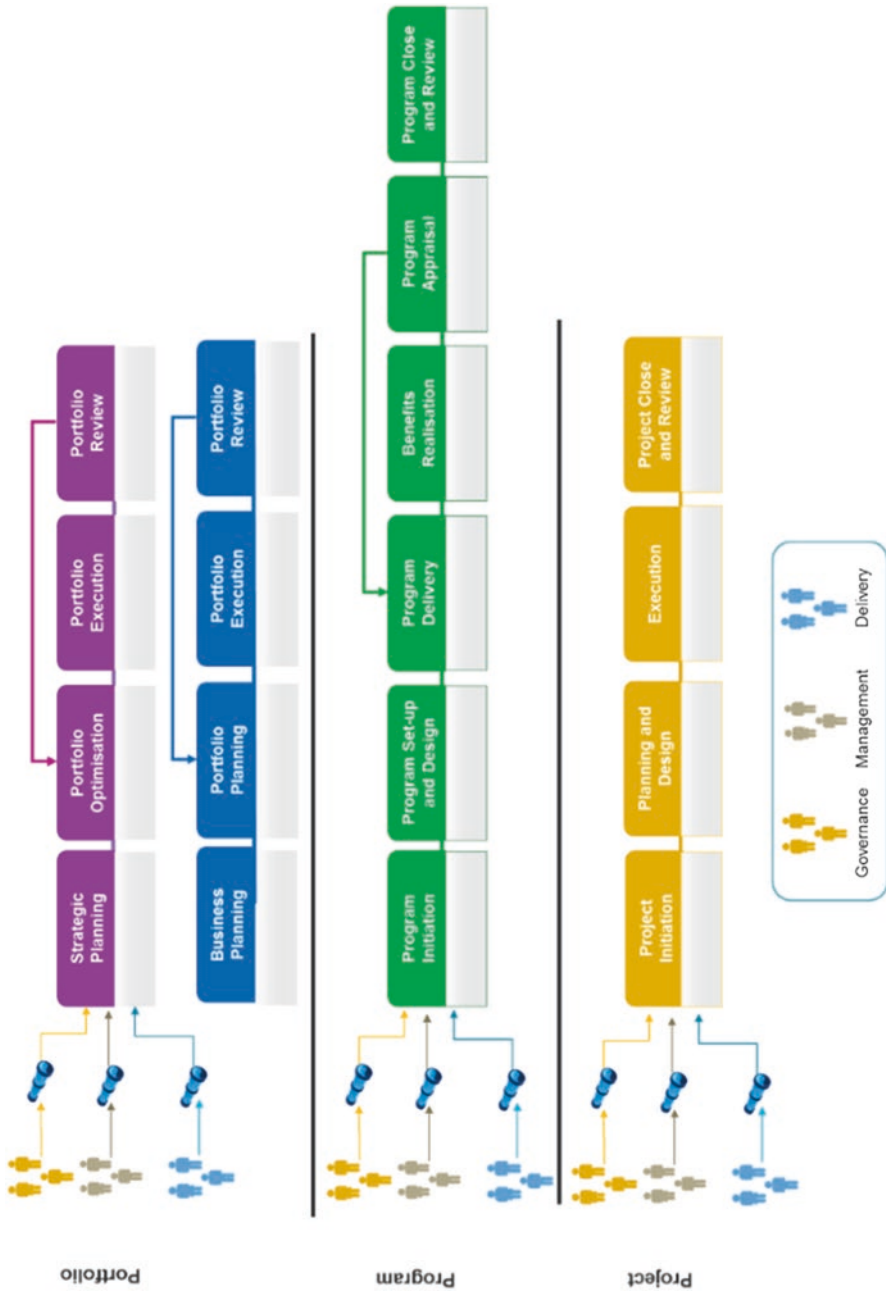 Portfolio
Strategic
Planning
Portfolio
Optimisation
Portfolio
Execution
Portfolio
Review
Business
Planning
Portfolio
Planning
Portfolio
Execution
Portfolio
Review
Program
Program
Initiation
Program Set-up
and Design
Program
Delivery
Benefits
Realisation
Program
Appraisal
Program Close
and Review
Project
Project
Initiation
Planning and
Design
Execution
Project Close
and Review
Governance
Management
Delivery